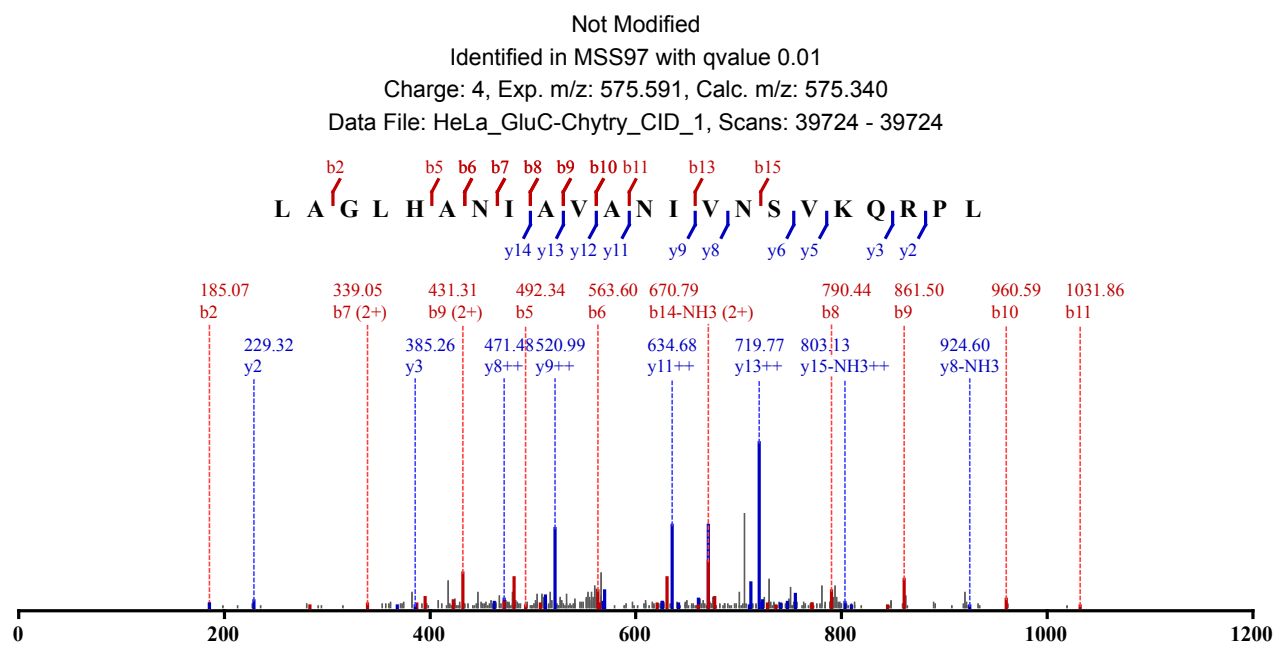 Not Modified
Identified in MSS97 with qvalue 0.01
Charge: 4, Exp. m/z: 575.591, Calc. m/z: 575.340
Data File: HeLa_GluC-Chytry_CID_1, Scans: 39724 - 39724
b2 b5 b6 b7 b8 b9 b10 b11 b13 b15
L A G L H A N I A V A N I V N S V K Q R P L
y14 y13 y12 y11 y9 y8 y6 y5 y3 y2
185.07 339.05 431.31 492.34 563.60 670.79 790.44 861.50 960.59 1031.86
b2 b7 (2+) b9 (2+) b5 b6 b14-NH3 (2+) b8 b9 b10 b11
229.32 385.26 471.48 520.99 634.68 719.77 803.13 924.60
y2 y3 y8++ y9++ y11++ y13++ y15-NH3++ y8-NH3
0 200 400 600 800 1000 1200